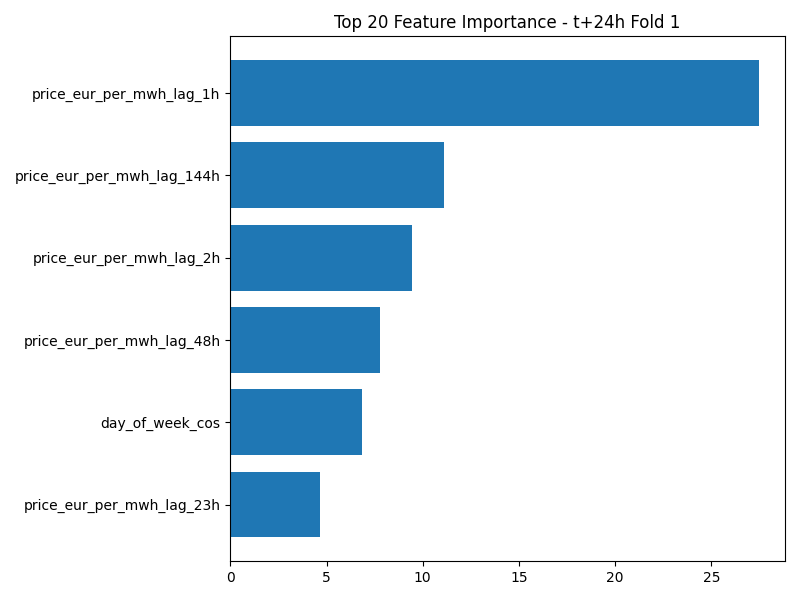 Top 20 Feature Importance - t+24h Fold 1
price_eur_per_mwh_lag_1h
price_eur_per_mwh_lag_144h
price_eur_per_mwh_lag_2h
price_eur_per_mwh_lag_48h
day_of_week_cos
price_eur_per_mwh_lag_23h
0 5 10 15 20 25